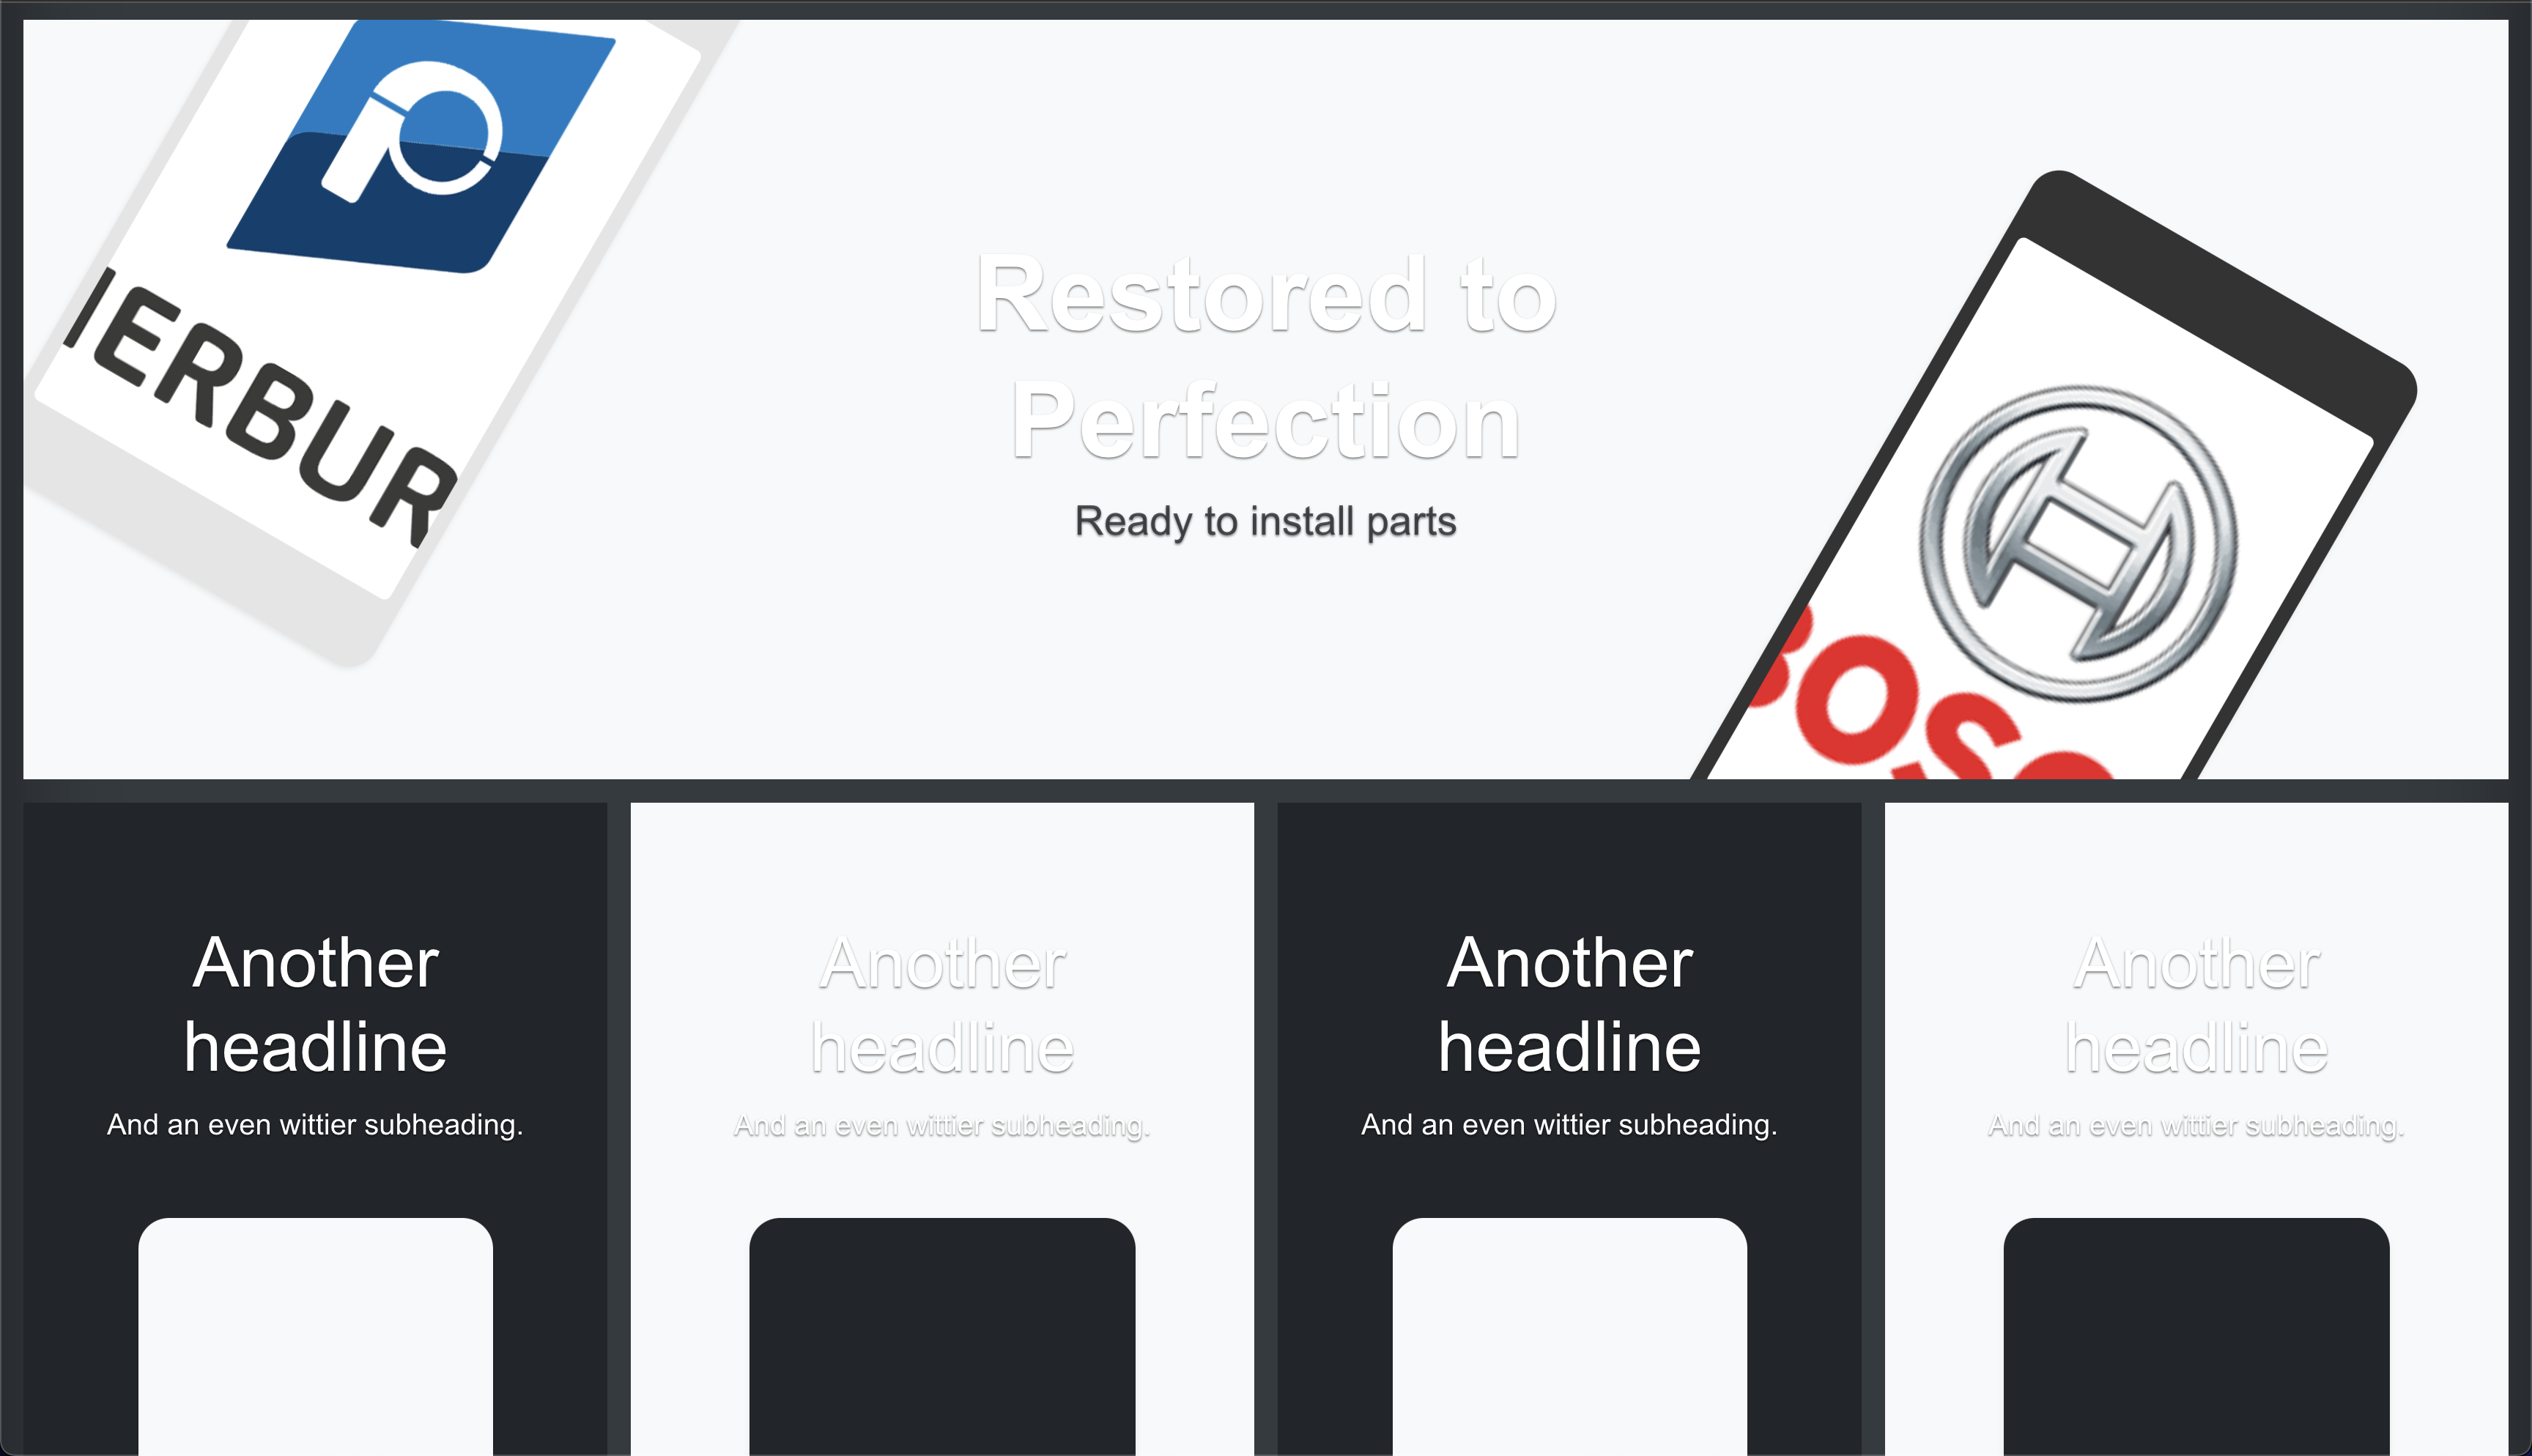 IERBUR
Restored to
Perfection
Ready to install parts
BOSC
Another
headline
And an even wittier subheading.
Another
headline
And an even wittier subheading.
Another
headline
And an even wittier subheading.
Another
headline
And an even wittier subheading.